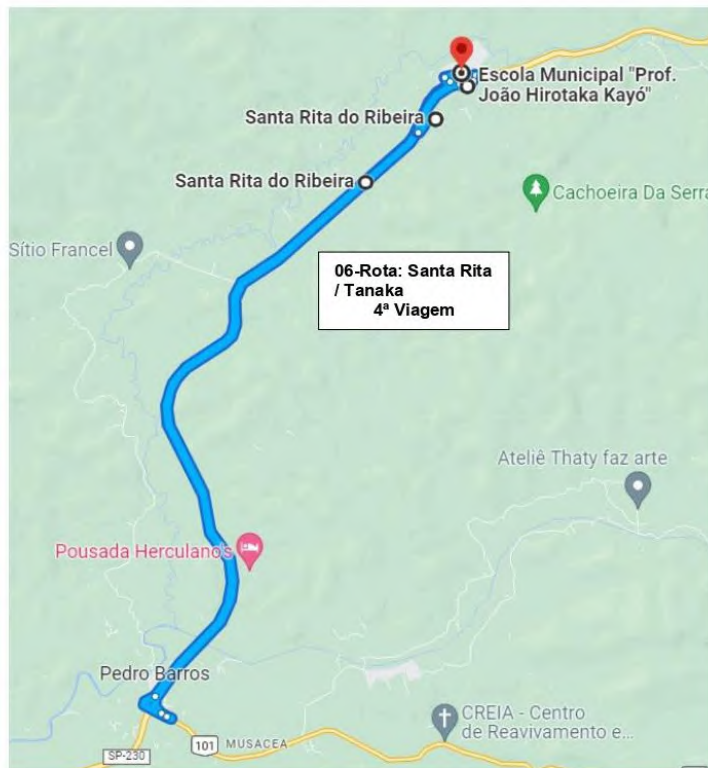 Escola Municipal "Prof.
João Hirotaka Kayó"
Santa Rita do Ribeira
Santa Rita do Ribeira
Cachoeira Da Serra
Sítio Francel
06-Rota: Santa Rita
/ Tanaka
4ª Viagem
Ateliê Thaty faz arte
Pousada Herculano's
Pedro Barros
CREIA - Centro
de Reavivamento e...
SP-230
101
MUSACEA